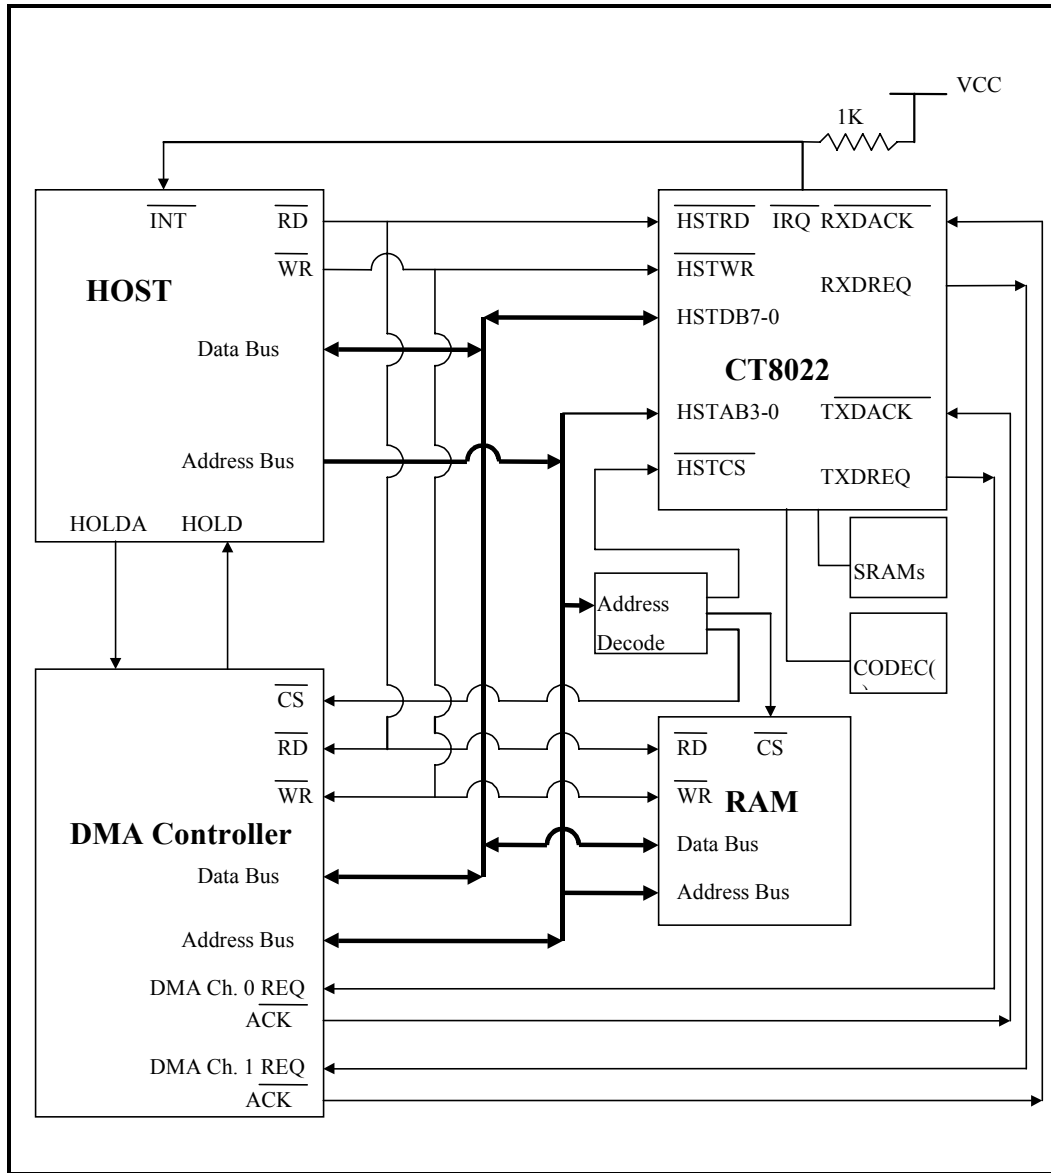 VCC
1K
INT
RD
WR
HOST
Data Bus
Address Bus
HOLDA
HOLD
HSTRD
IRQ
RXDACK
HSTWR
RXDREQ
HSTDB7-0
CT8022
HSTAB3-0
TXDACK
HSTCS
TXDREQ
SRAMs
Address
Decode
CODEC(
CS
RD
WR
DMA Controller
Data Bus
Address Bus
DMA Ch. 0 REQ
ACK
DMA Ch. 1 REQ
ACK
RD
CS
WR
RAM
Data Bus
Address Bus